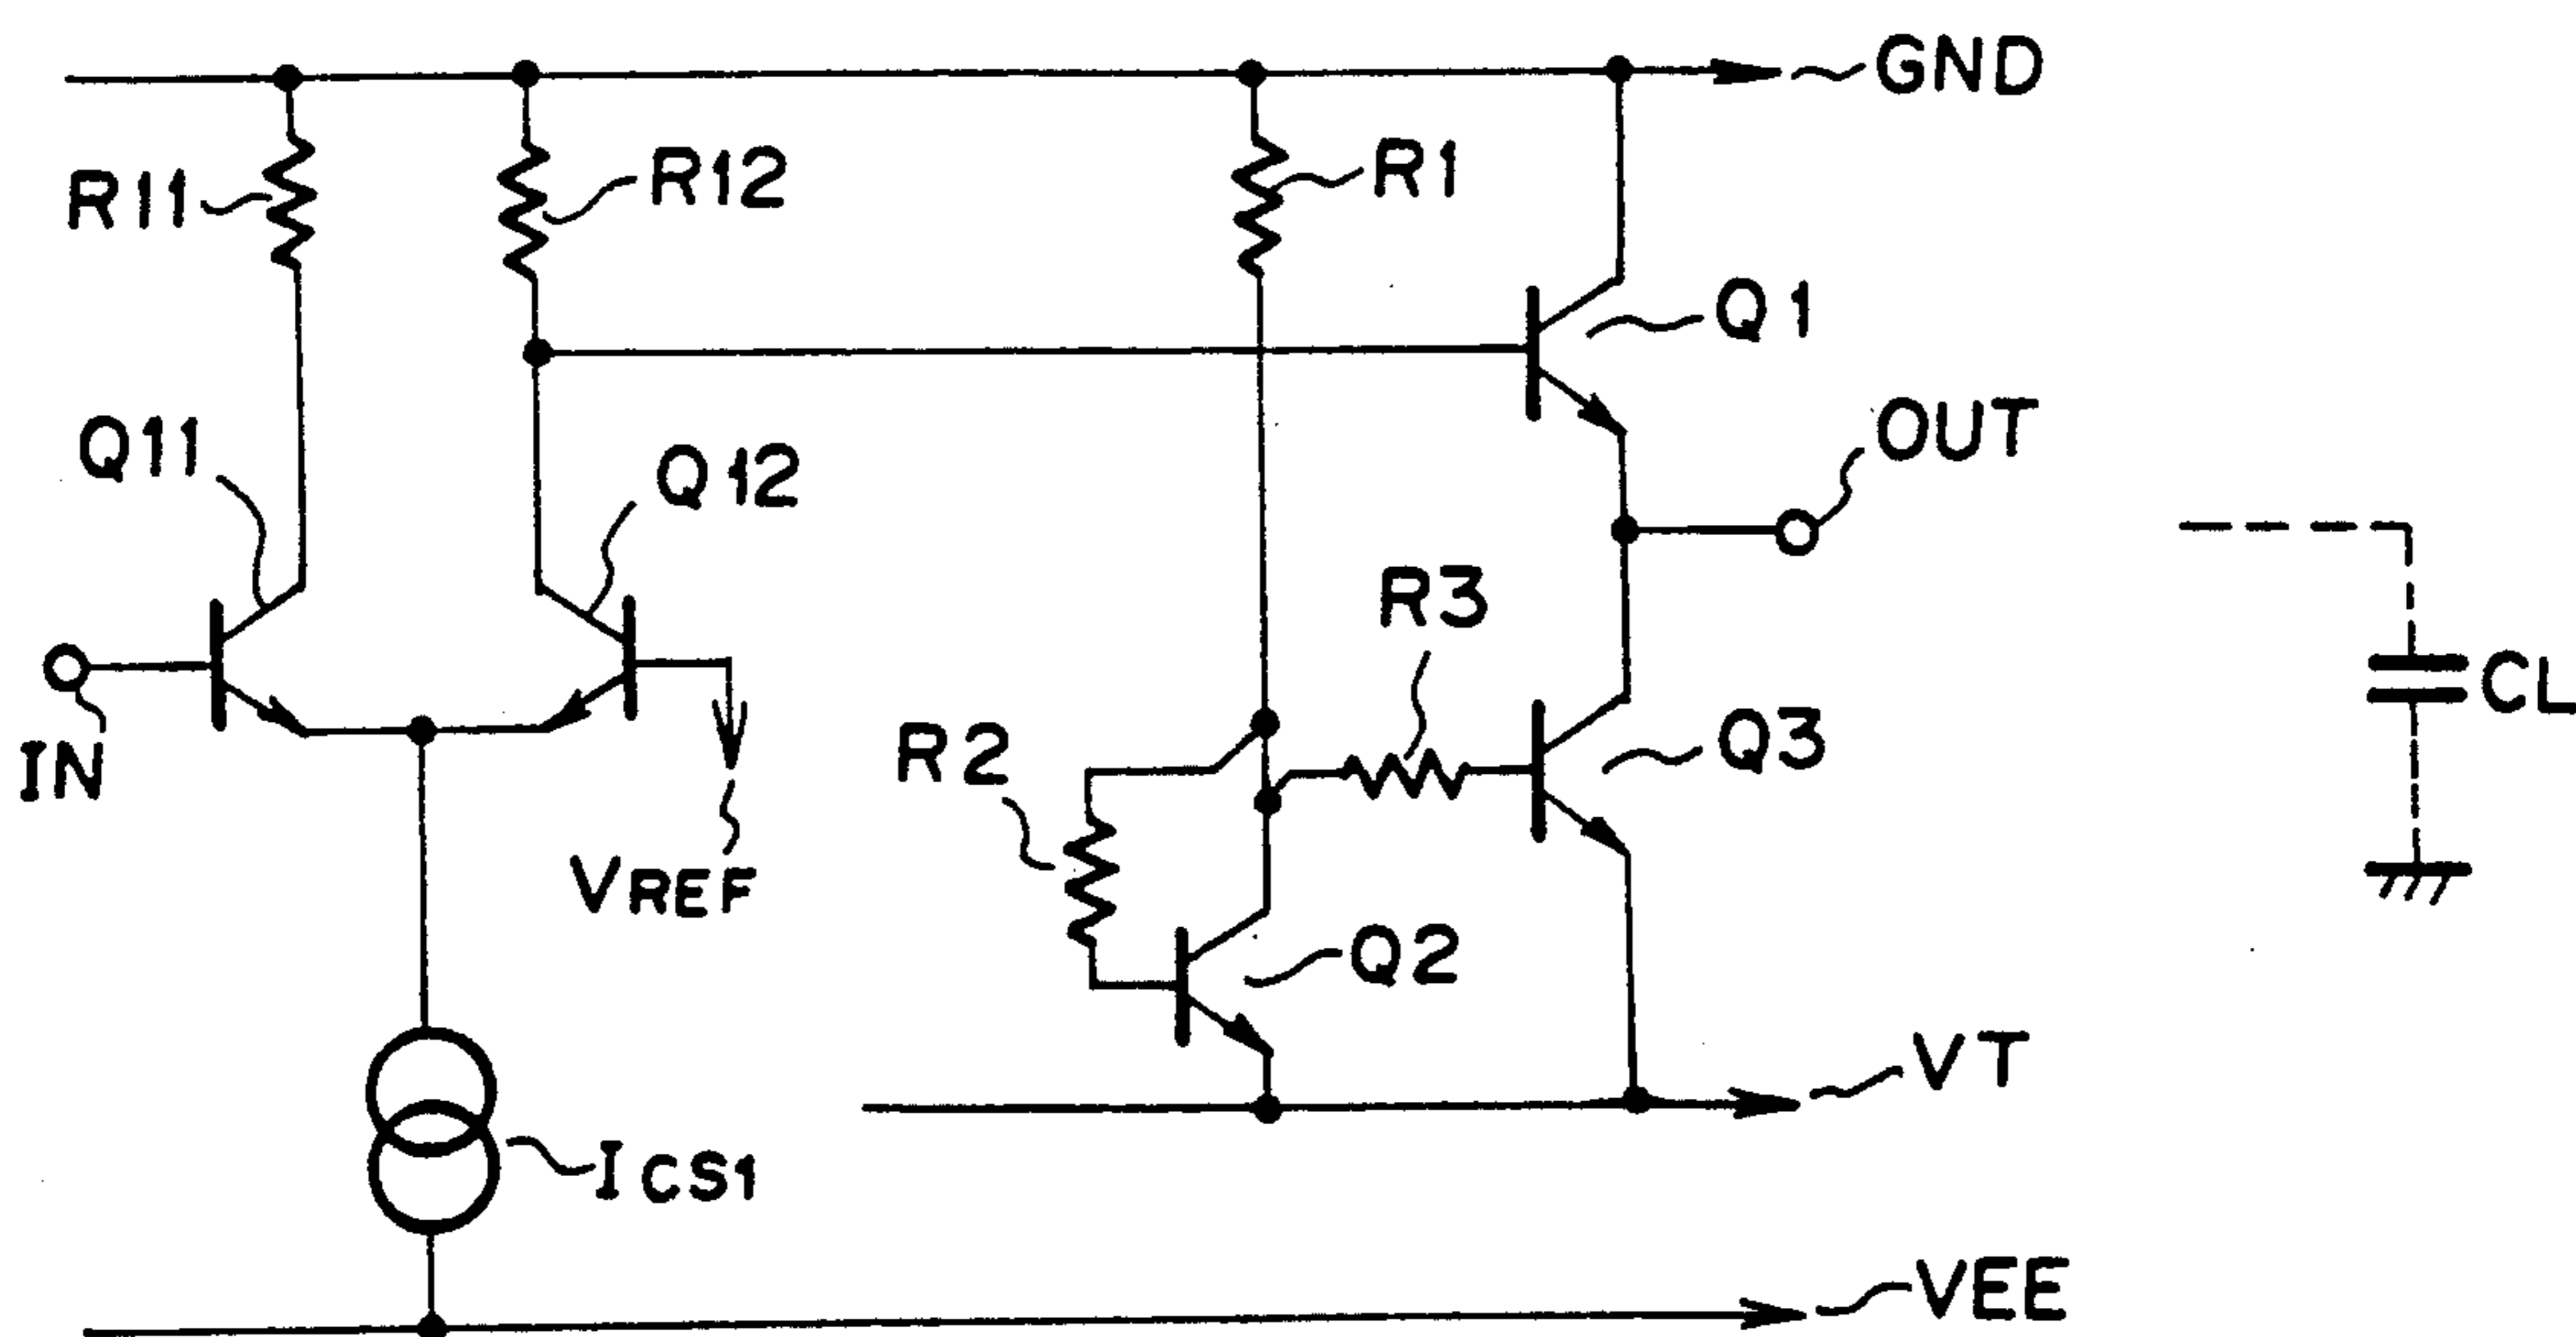 GND
R11
R12
R1
Q1
Q11
Q12
OUT
R3
CL
IN
R2
Q3
VREF
Q2
VT
ICS1
VEE